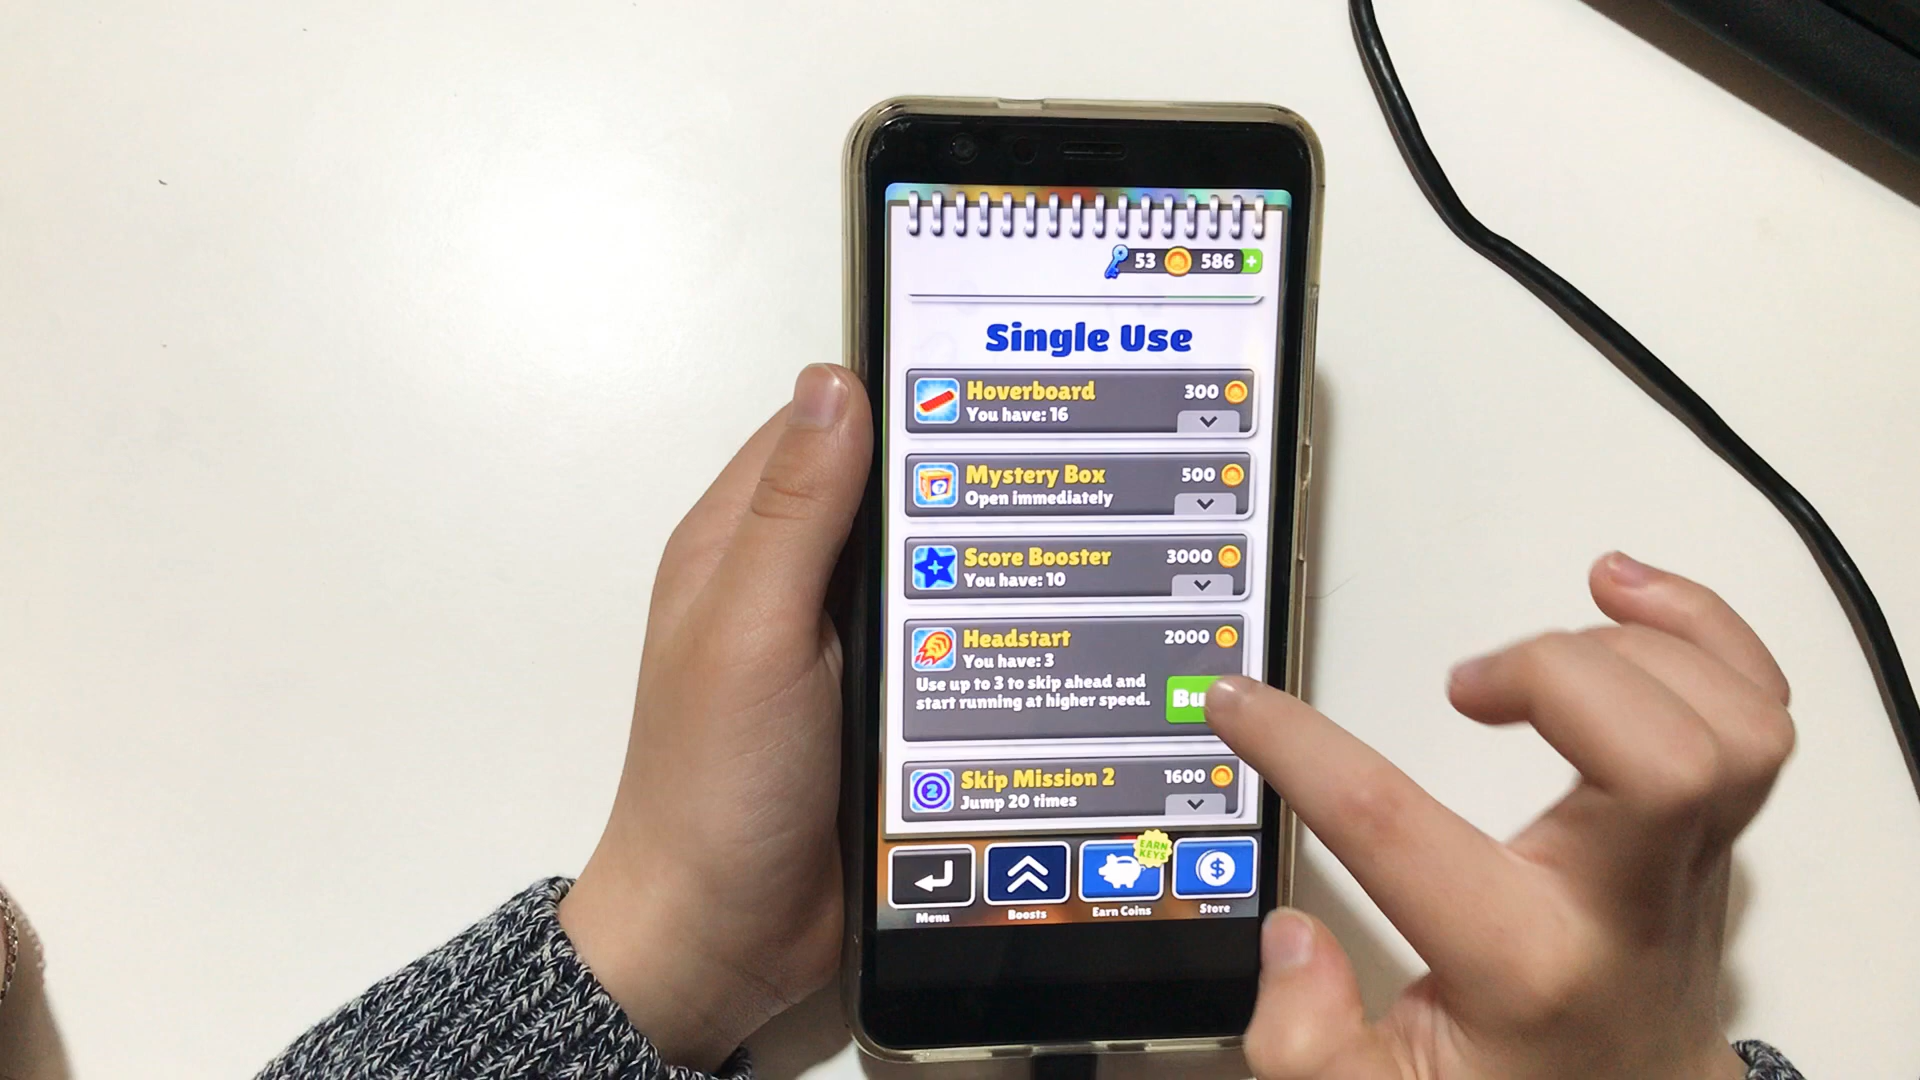 53 586 +
Single Use
Hoverboard 300
You have: 16
Mystery Box 500
Open immediately
Score Booster 3000
You have: 10
Headstart 2000
You have: 3
Use up to 3 to skip ahead and
start running at higher speed.
Skip Mission 2 1600
2
Jump 20 times
EARN
KEYS
$
Menu Boosts Earn Coins Store